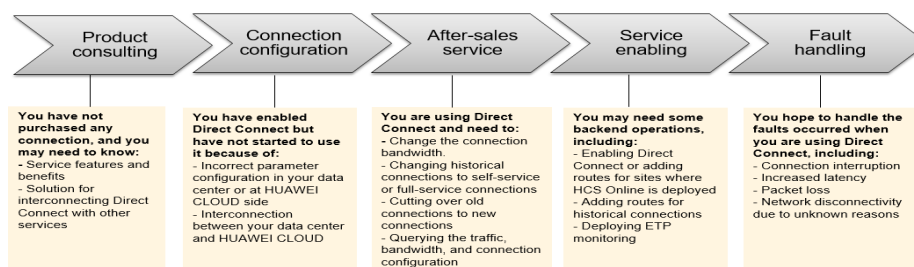 Product
consulting
Connection
configuration
After-sales
service
Service
enabling
Fault
handling
You have not
purchased any
connection, and you
may need to know:
- Service features and
benefits
- Solution for
interconnecting Direct
Connect with other
services
You have enabled
Direct Connect but
have not started to use
it because of:
- Incorrect parameter
configuration in your data
center or at HUAWEI
CLOUD side
- Interconnection
between your data center
and HUAWEI CLOUD
You are using Direct
Connect and need to:
- Change the connection
bandwidth.
- Changing historical
connections to self-service
or full-service connections
- Cutting over old
connections to new
connections
- Querying the traffic,
bandwidth, and connection
configuration
You may need some
backend operations,
including:
- Enabling Direct
Connect or adding
routes for sites where
HCS Online is deployed
- Adding routes for
historical connections
- Deploying ETP
monitoring
You hope to handle the
faults occurred when
you are using Direct
Connect, including:
- Connection interruption
- Increased latency
- Packet loss
- Network disconnectivity
due to unknown reasons